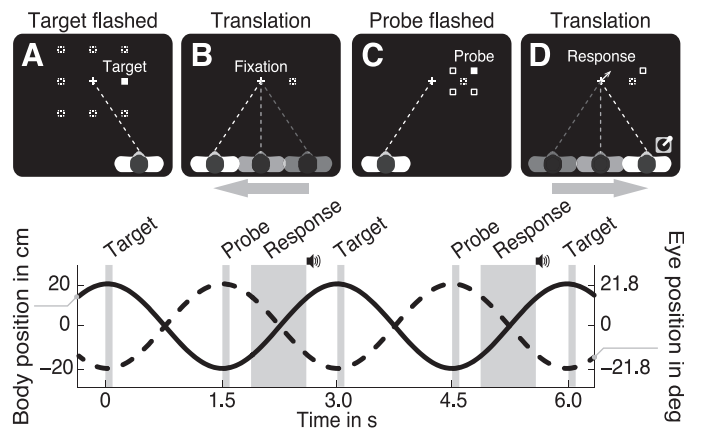 Target flashed
Translation
Probe flashed
Translation
A
Target
B
Fixation
C
Probe
D
Response
Target
Probe
Response
Target
Probe
Response
Target
Body position in cm
20
0
−20
21.8
0
−21.8
Eye position in deg
0
1.5
3.0
4.5
6.0
Time in s